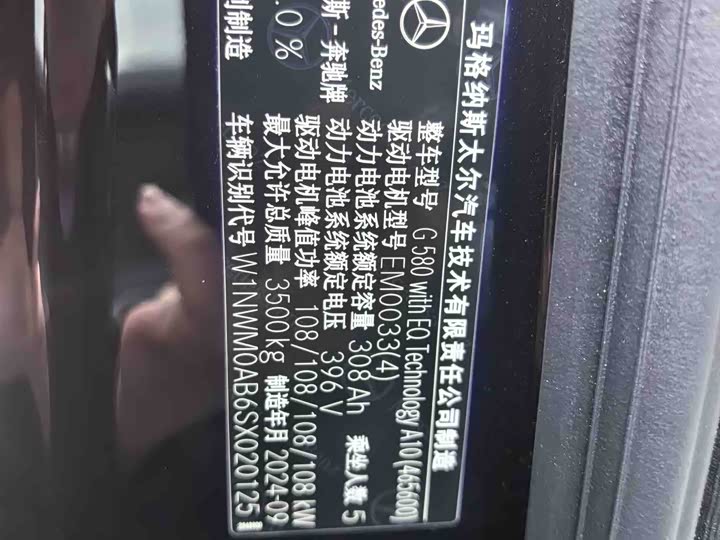 玛格纳斯太尔汽车技术有限责任公司制造
edes-Benz
斯-奔驰牌
.0 %
制造
整车型号 G 580 with EQ Technology A10 (465600)
驱动电机型号 EM0033(4)
动力电池系统额定容量 308 Ah
动力电池系统额定电压 396 V 乘坐人数 5
驱动电机峰值功率 108/108/108/108 kW
最大允许总质量 3500kg 制造年月 2024-09
车辆识别代号 W1NWM0AB6SX020125